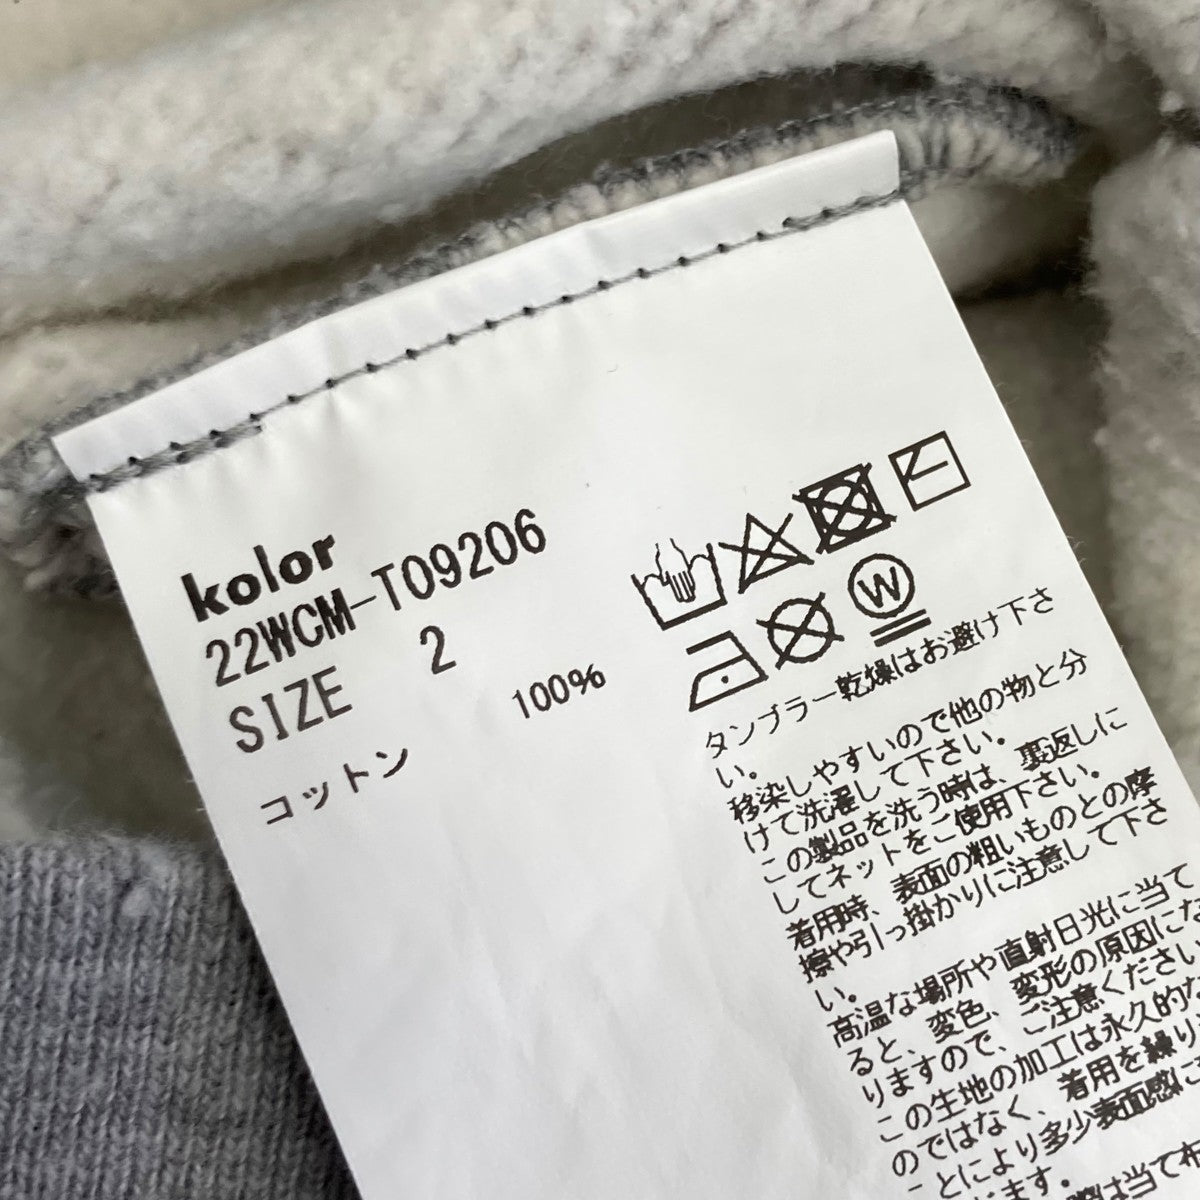 kolor
22WCM-T09206
SIZE 2
コットン 100%
W
タンブラー乾燥はお避け下さ
い。
移染しやすいので他の物と分
けて洗濯して下さい。
この製品を洗う時は、裏返しに
してネットをご使用下さい。
着用時、表面の粗いものとの摩
擦や引っ掛かりに注意して下さ
い。
高温な場所や直射日光に当て
ると、変色、変形の原因にな
りますので、ご注意ください
この生地の加工は永久的な
のではなく、着用を繰り
ことにより多少表面感に
ます。
は当て布